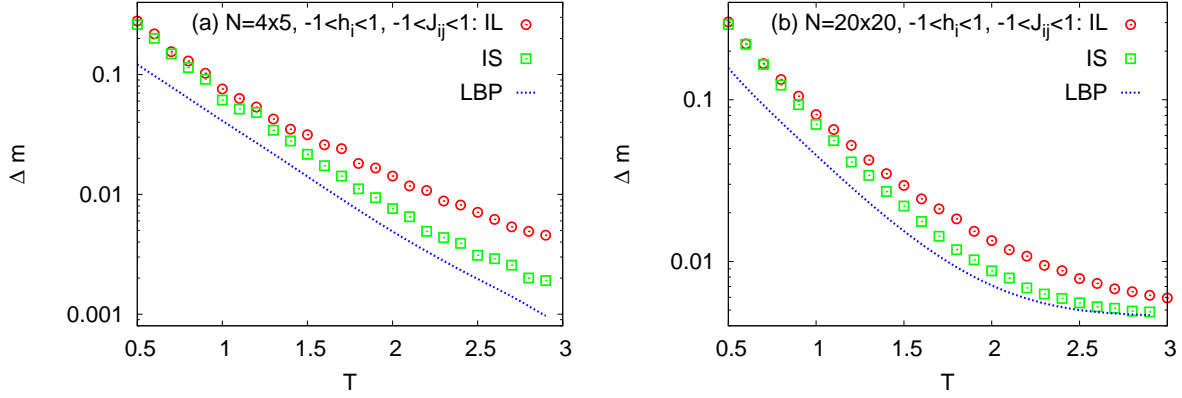 (a) N=4x5, -1<h_i<1, -1<J_ij<1: IL
IS
LBP
0.1
0.01
0.001
Δ m
0.5 1 1.5 2 2.5 3
T
(b) N=20x20, -1<h_i<1, -1<J_ij<1: IL
IS
LBP
0.1
0.01
Δ m
0.5 1 1.5 2 2.5 3
T